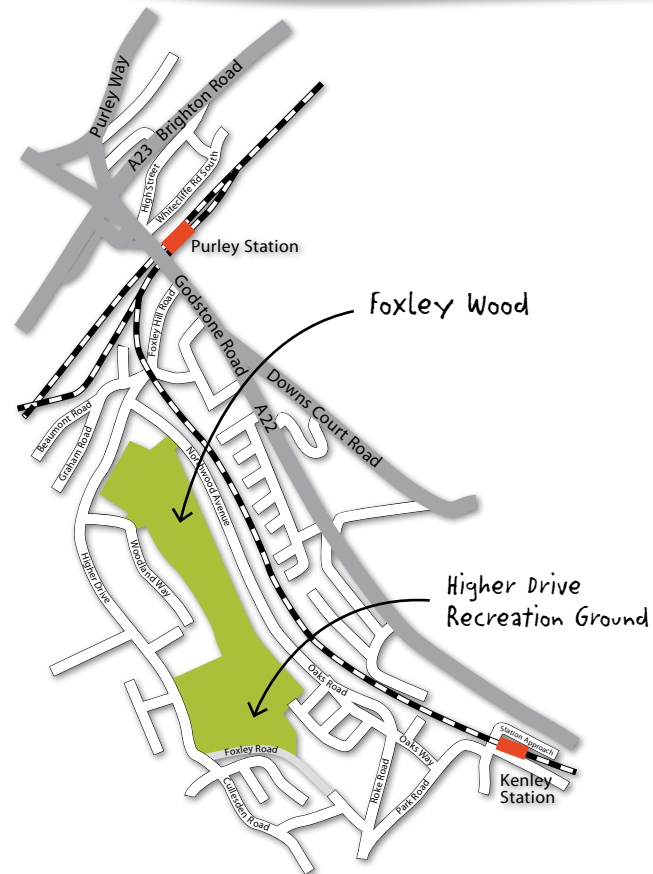 Purley Way
A23 Brighton Road
High Street
Whitecliffe Rd South
Purley Station
Foxley Hill Road
Godstone Road
Foxley Wood
Downs Court Road
A22
Beaumont Road
Graham Road
Northwood Avenue
Woodland Way
Higher Drive
Higher Drive
Recreation Ground
Oaks Road
Station Approach
Oaks Way
Foxley Road
Kenley
Station
Roke Road
Park Road
Cullesden Road